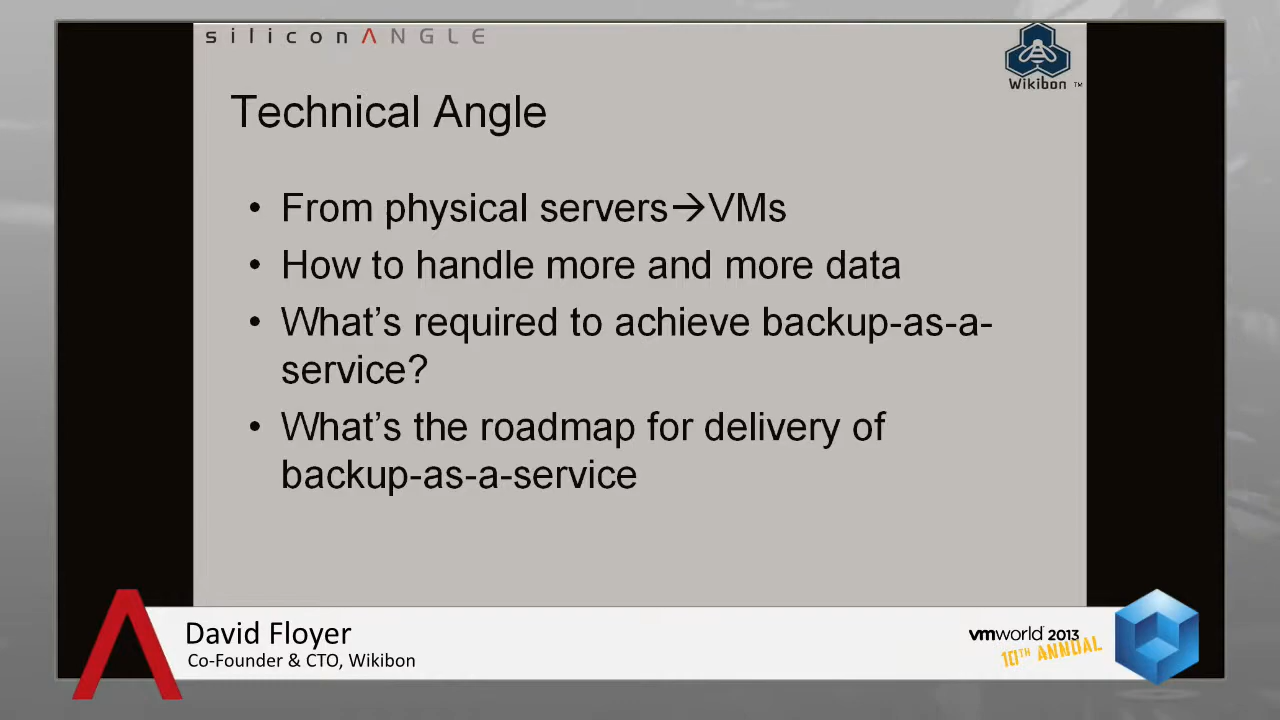 siliconANGLE
Wikibon™
Technical Angle
• From physical servers→VMs
• How to handle more and more data
• What's required to achieve backup-as-a-
service?
• What's the roadmap for delivery of
backup-as-a-service
David Floyer
Co-Founder & CTO, Wikibon
vmworld 2013
10TH ANNUAL